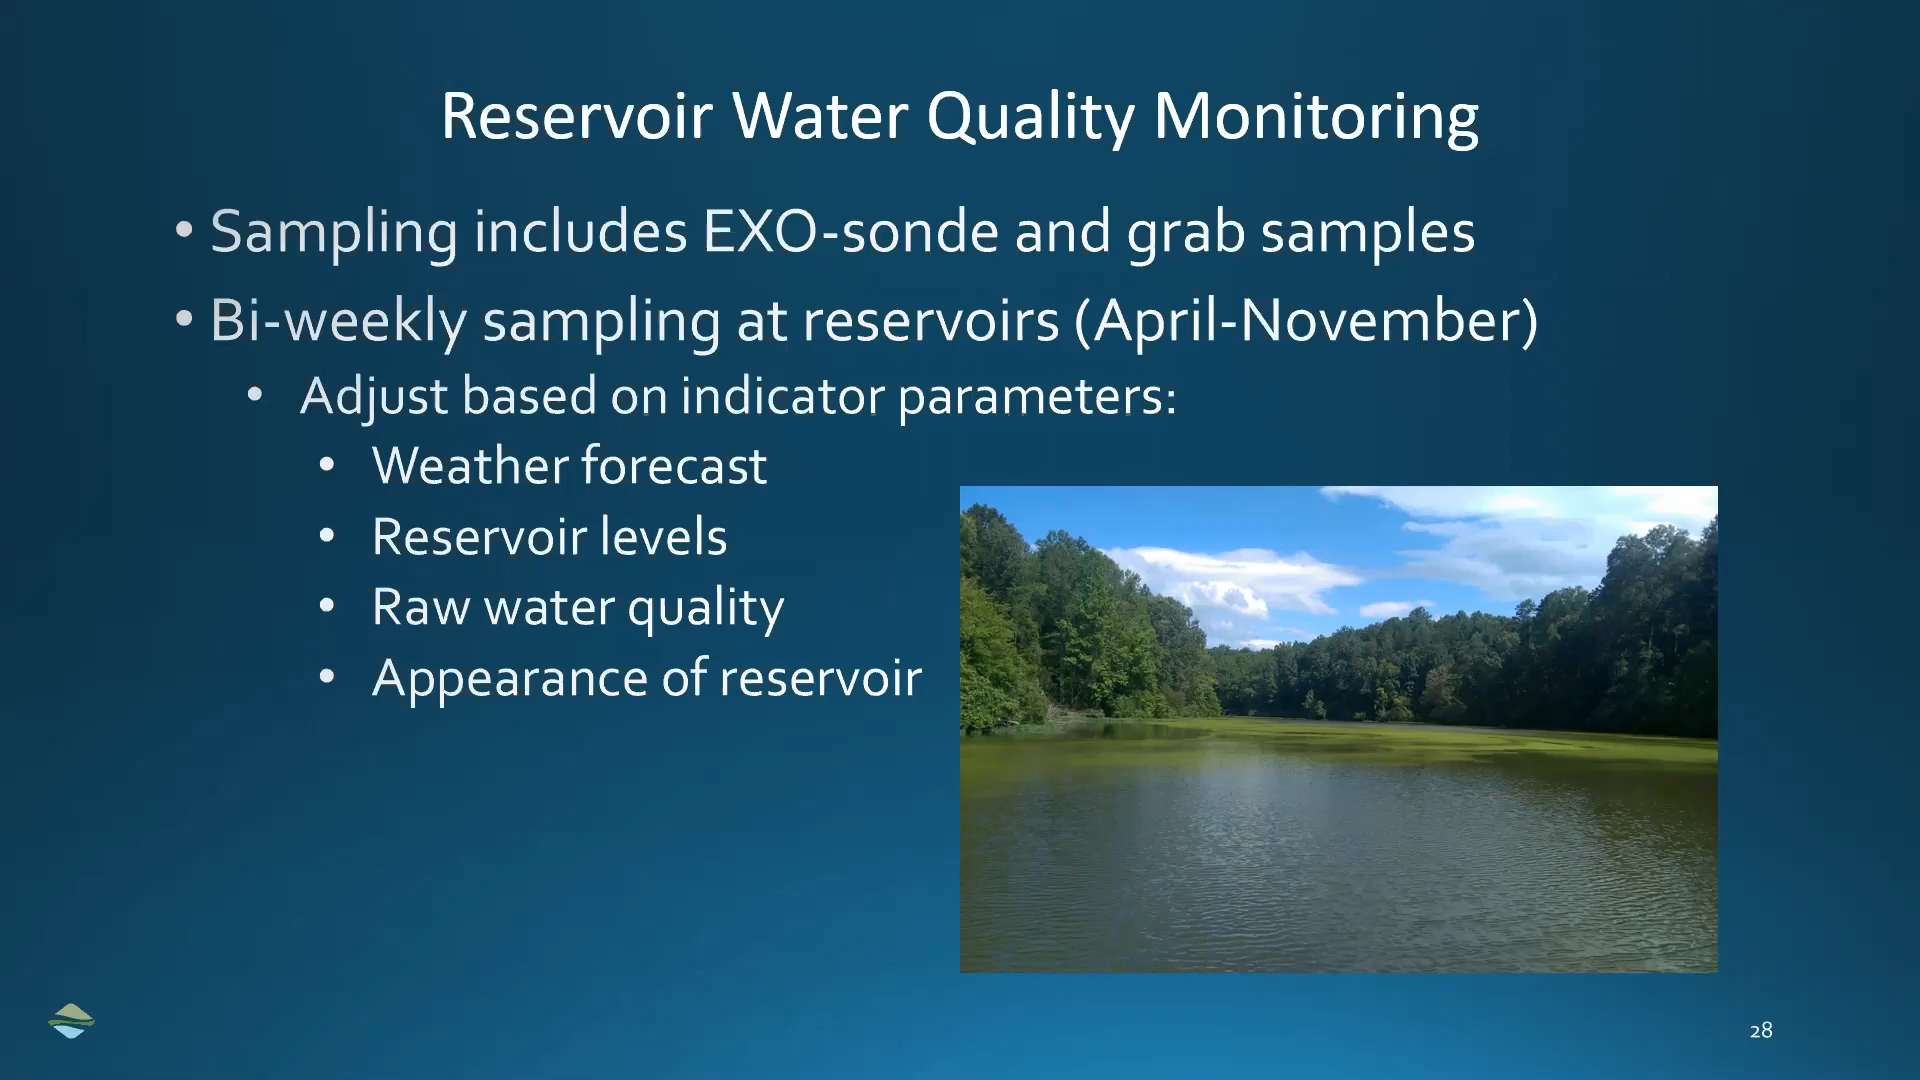 Reservoir Water Quality Monitoring
• Sampling includes EXO-sonde and grab samples
• Bi-weekly sampling at reservoirs (April-November)
• Adjust based on indicator parameters:
• Weather forecast
• Reservoir levels
• Raw water quality
• Appearance of reservoir
28